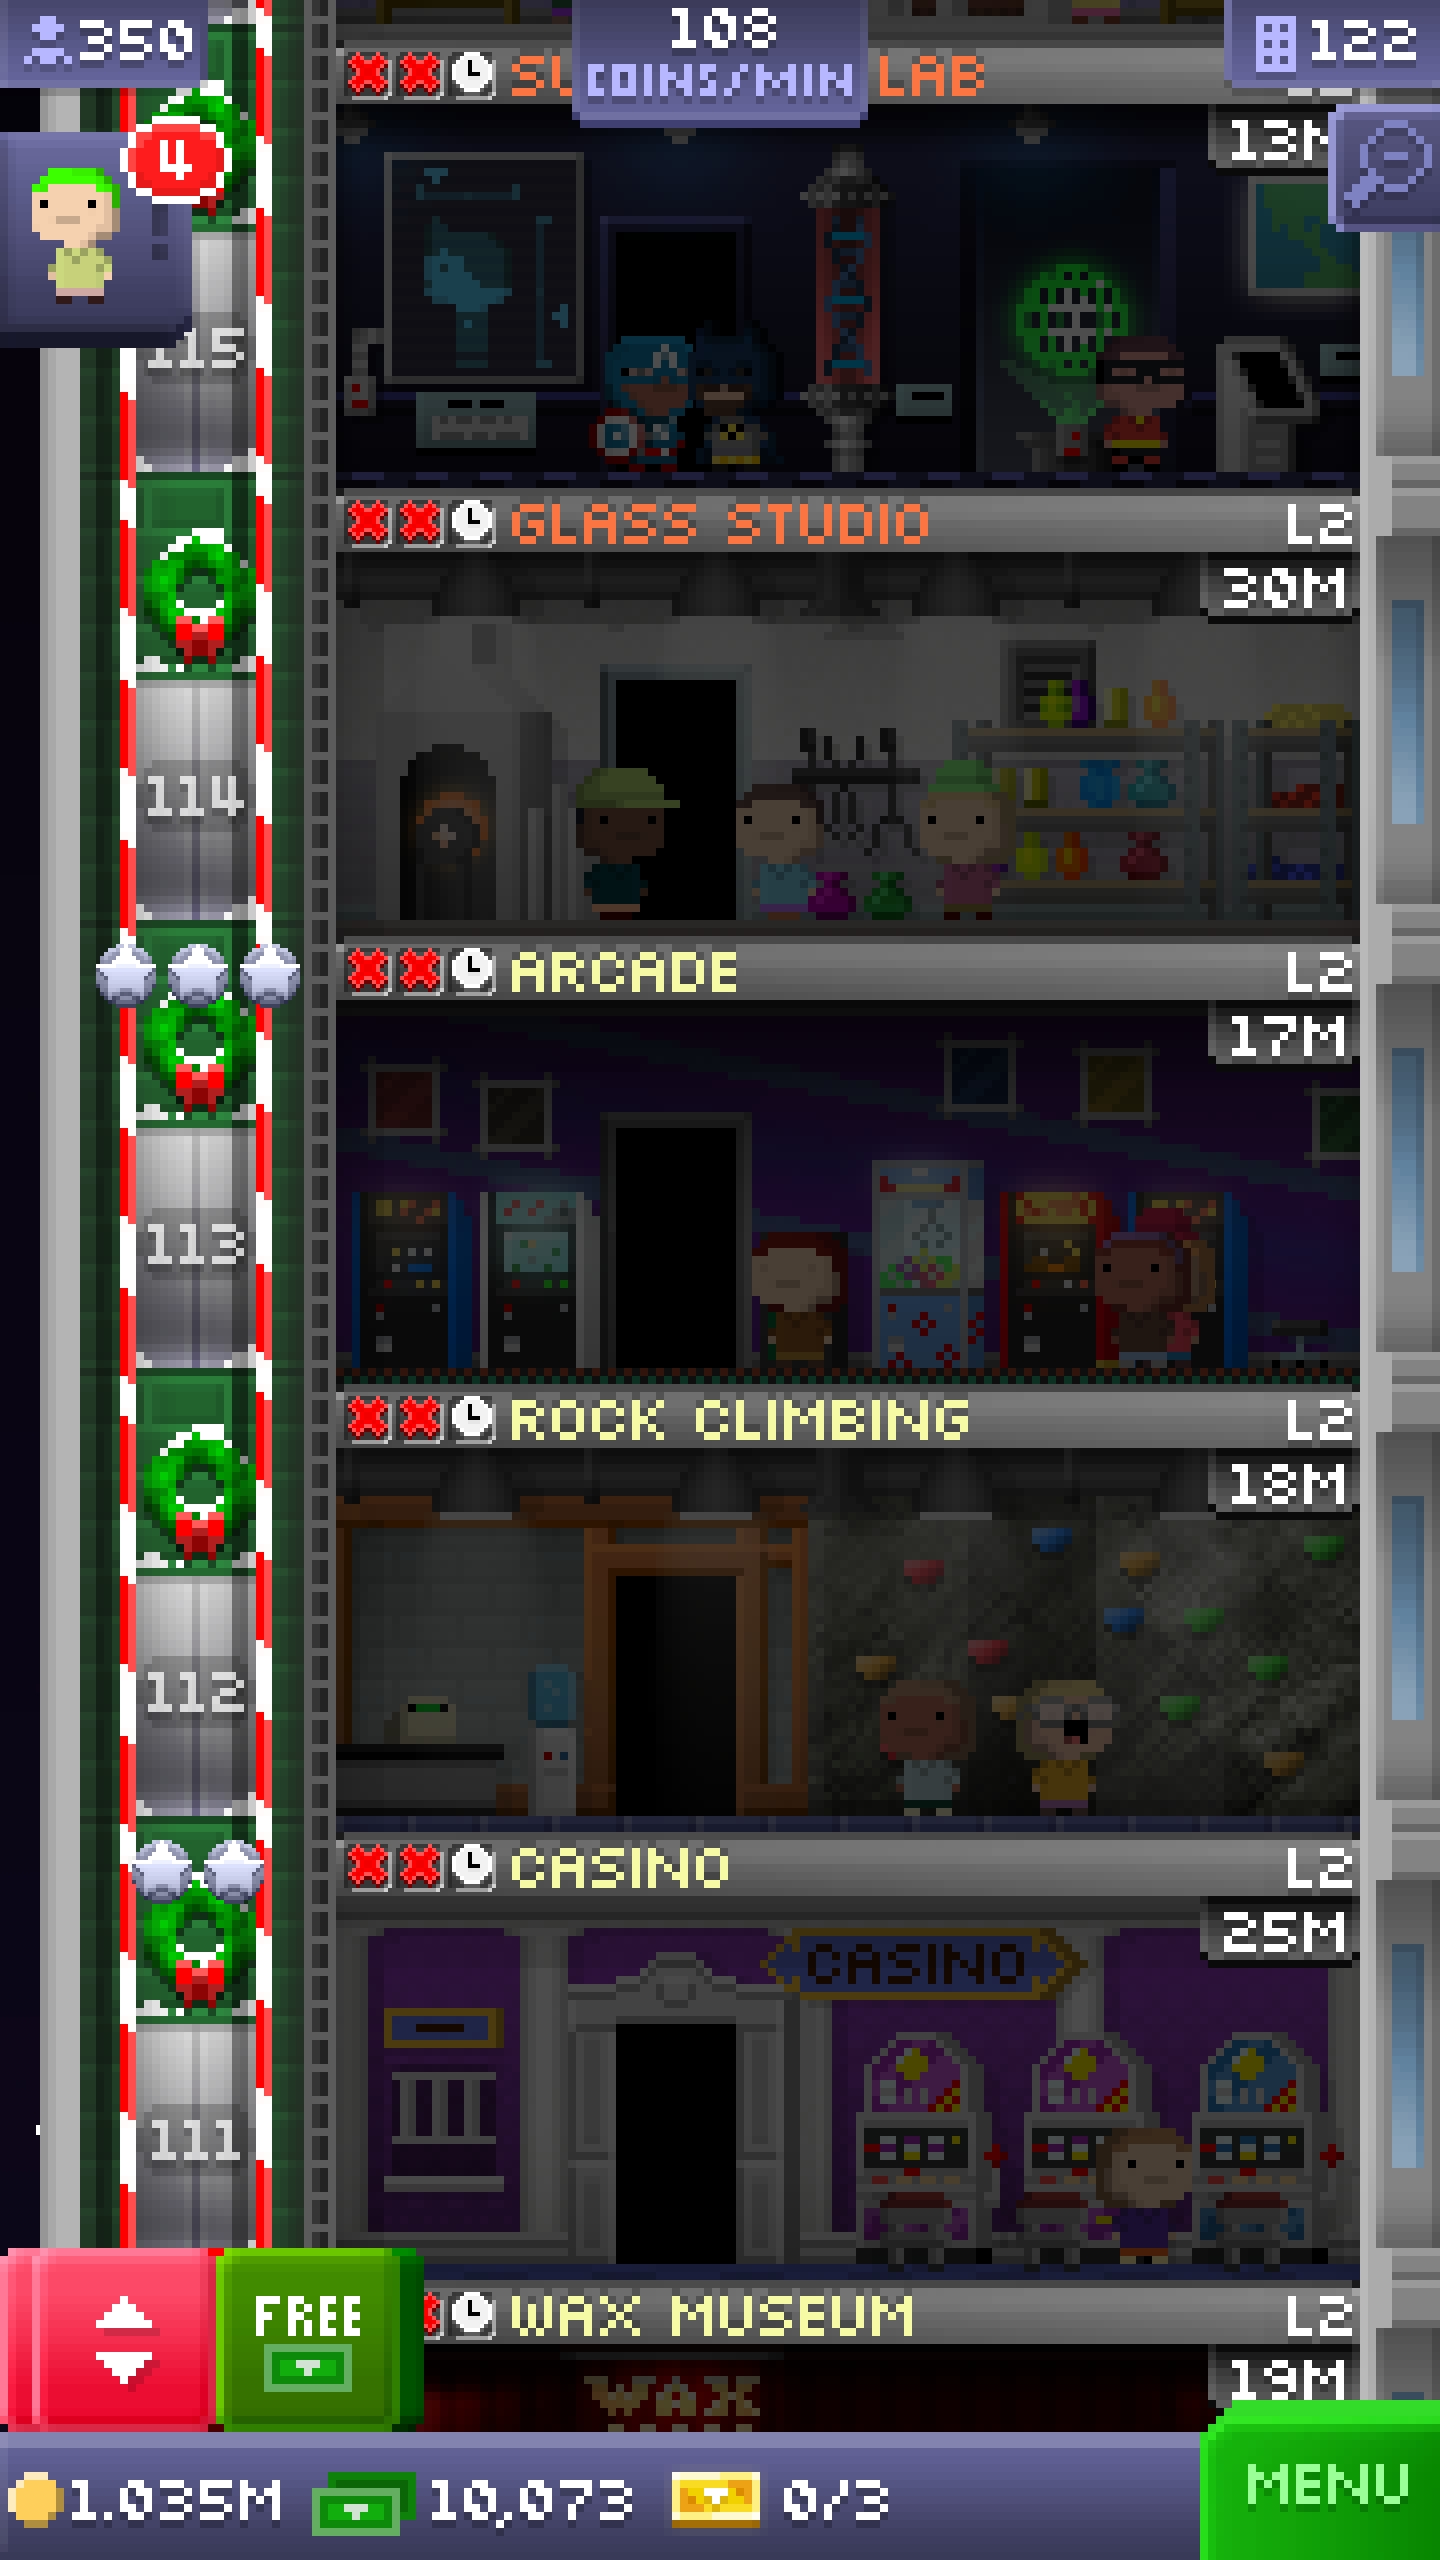 350
108
COINS/MIN
122
LAB
13M
4
115
GLASS STUDIO
L2
30M
114
ARCADE
L2
17M
113
ROCK CLIMBING
L2
18M
112
CASINO
L2
25M
CASINO
111
FREE
WAX MUSEUM
L2
19M
WAX
1.035M
10,073
0/3
MENU